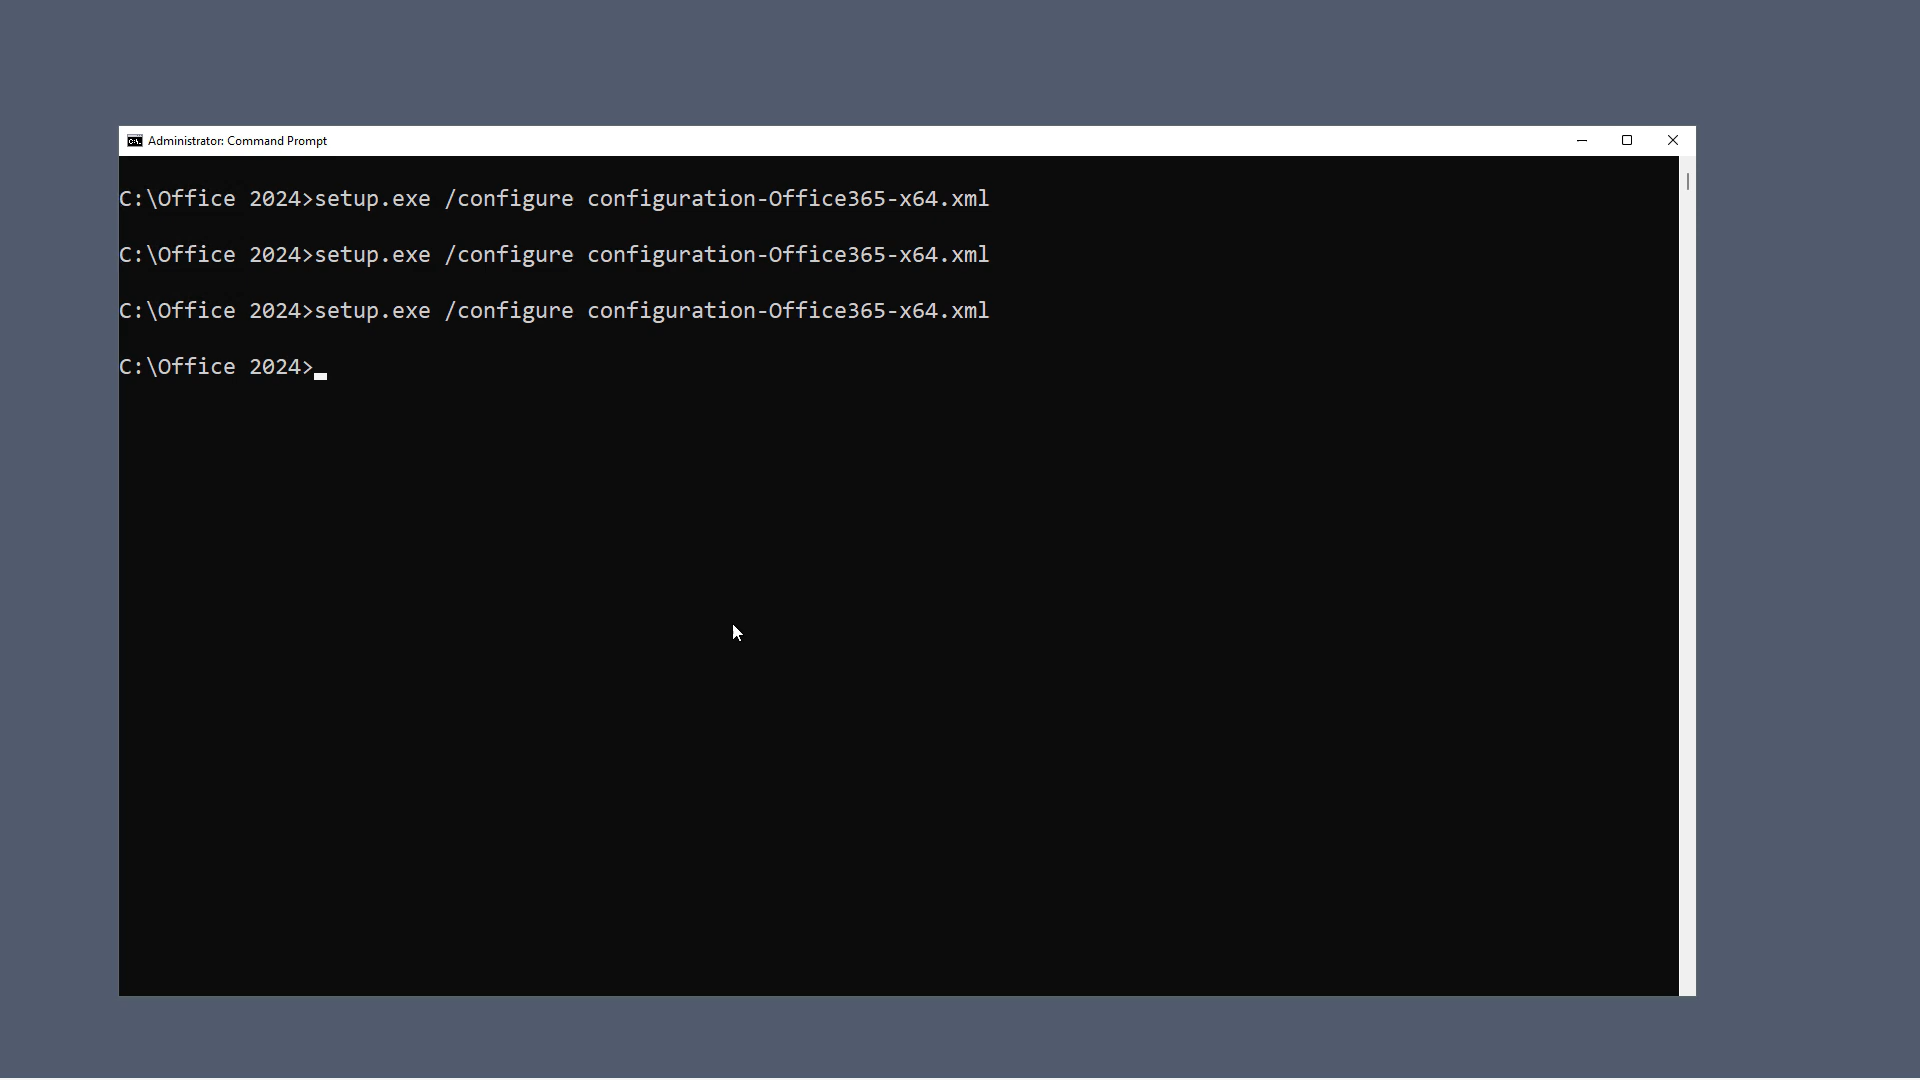 Administrator: Command Prompt
C:\Office 2024>setup.exe /configure configuration-Office365-x64.xml
C:\Office 2024>setup.exe /configure configuration-Office365-x64.xml
C:\Office 2024>setup.exe /configure configuration-Office365-x64.xml
C:\Office 2024>